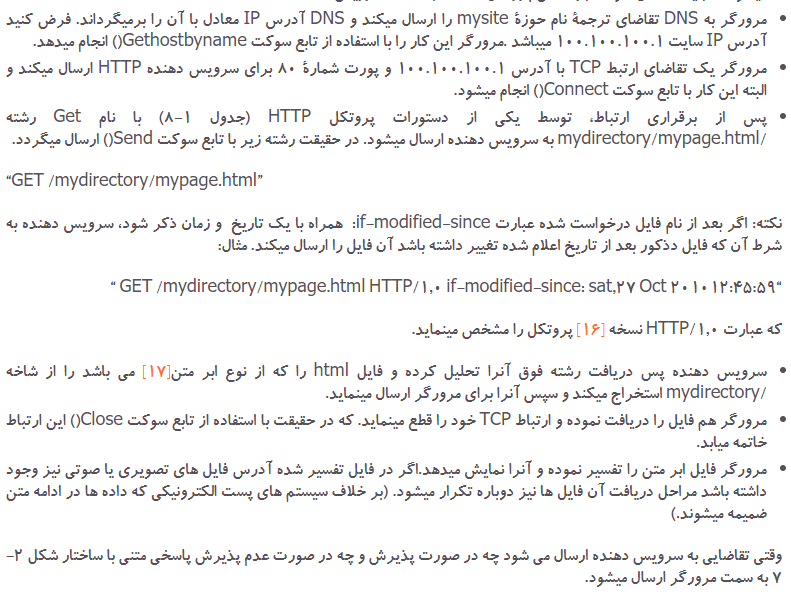 مرورگر به DNS تقاضای ترجمهٔ نام حوزهٔ mysite را ارسال میکند و DNS آدرس IP معادل با آن را برمیگرداند. فرض کنید
آدرس IP سایت ۱۰۰.۱۰۰.۱۰۰.۱ میباشد .مرورگر این کار را با استفاده از تابع سوکت Gethostbyname() انجام میدهد.
مرورگر یک تقاضای ارتبط TCP با آدرس ۱۰۰.۱۰۰.۱۰۰.۱ و پورت شمارهٔ ۸۰ برای سرویس دهنده HTTP ارسال میکند و
البته این کار با تابع سوکت Connect() انجام میشود.
پس از برقراری ارتباط، توسط یکی از دستورات پروتکل HTTP (جدول ۱-۸) با نام Get رشته
/mydirectory/mypage.html به سرویس دهنده ارسال میشود. در حقیقت رشته زیر با تابع سوکت Send() ارسال میگردد.
“GET /mydirectory/mypage.html”
نکته: اگر بعد از نام فایل درخواست شده عبارت if-modified-since: همراه با یک تاریخ و زمان ذکر شود، سرویس دهنده به
شرط آن که فایل دذکور بعد از تاریخ اعلام شده تغییر داشته باشد آن فایل را ارسال میکند. مثال:
“ GET /mydirectory/mypage.html HTTP/۱,۰ if-modified-since: sat,۲۷ Oct ۲۰۱۰ ۱۲:۴۵:۵۹“
که عبارت HTTP/۱,۰ نسخه [۱۶] پروتکل را مشخص مینماید.
سرویس دهنده پس دریافت رشته فوق آنرا تحلیل کرده و فایل html را که از نوع ابر متن[۱۷] می باشد را از شاخه
/mydirectory استخراج میکند و سپس آنرا برای مرورگر ارسال مینماید.
مرورگر هم فایل را دریافت نموده و ارتباط TCP خود را قطع مینماید. که در حقیقت با استفاده از تابع سوکت Close() این ارتباط
خاتمه میابد.
مرورگر فایل ابر متن را تفسیر نموده و آنرا نمایش میدهد.اگر در فایل تفسیر شده آدرس فایل های تصویری یا صوتی نیز وجود
داشته باشد مراحل دریافت آن فایل ها نیز دوباره تکرار میشود. (بر خلاف سیستم های پست الکترونیکی که داده ها در ادامه متن
ضمیمه میشوند.)
وقتی تقاضایی به سرویس دهنده ارسال می شود چه در صورت پذیرش و چه در صورت عدم پذیرش پاسخی متنی با ساختار شکل ۲-
۷ به سمت مرورگر ارسال میشود.